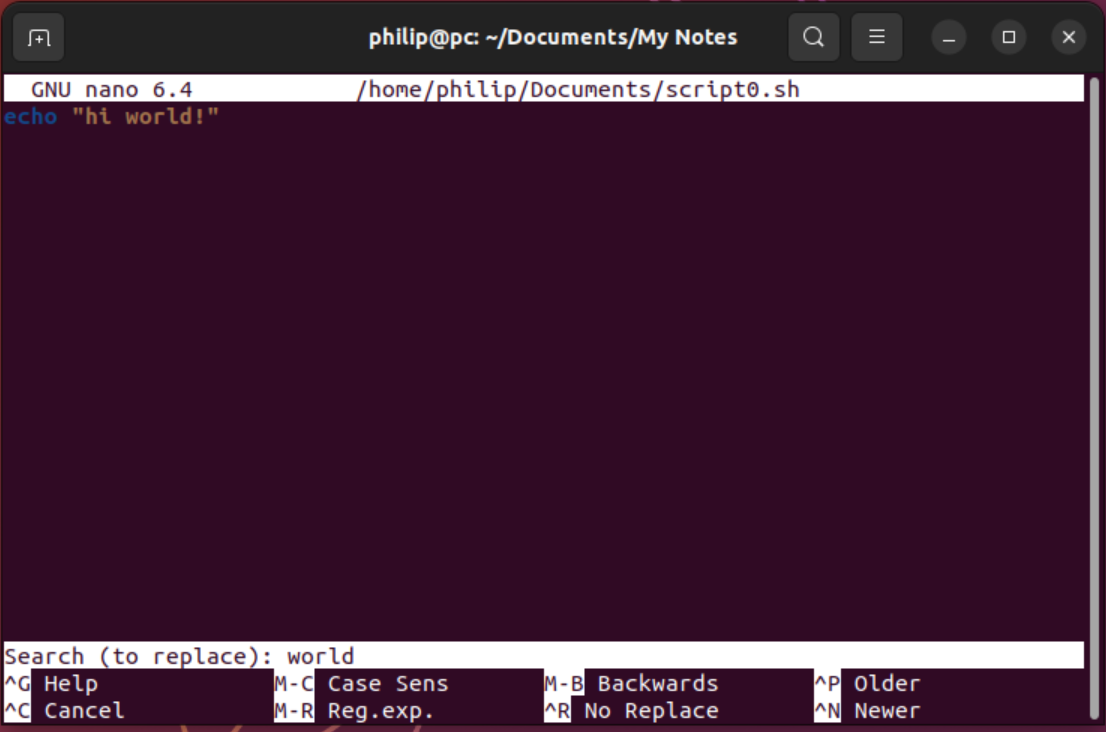 philip@pc: ~/Documents/My Notes
GNU nano 6.4 /home/philip/Documents/script0.sh
echo "hi world!"
Search (to replace): world
^G Help M-C Case Sens M-B Backwards ^P Older
^C Cancel M-R Reg.exp. ^R No Replace ^N Newer